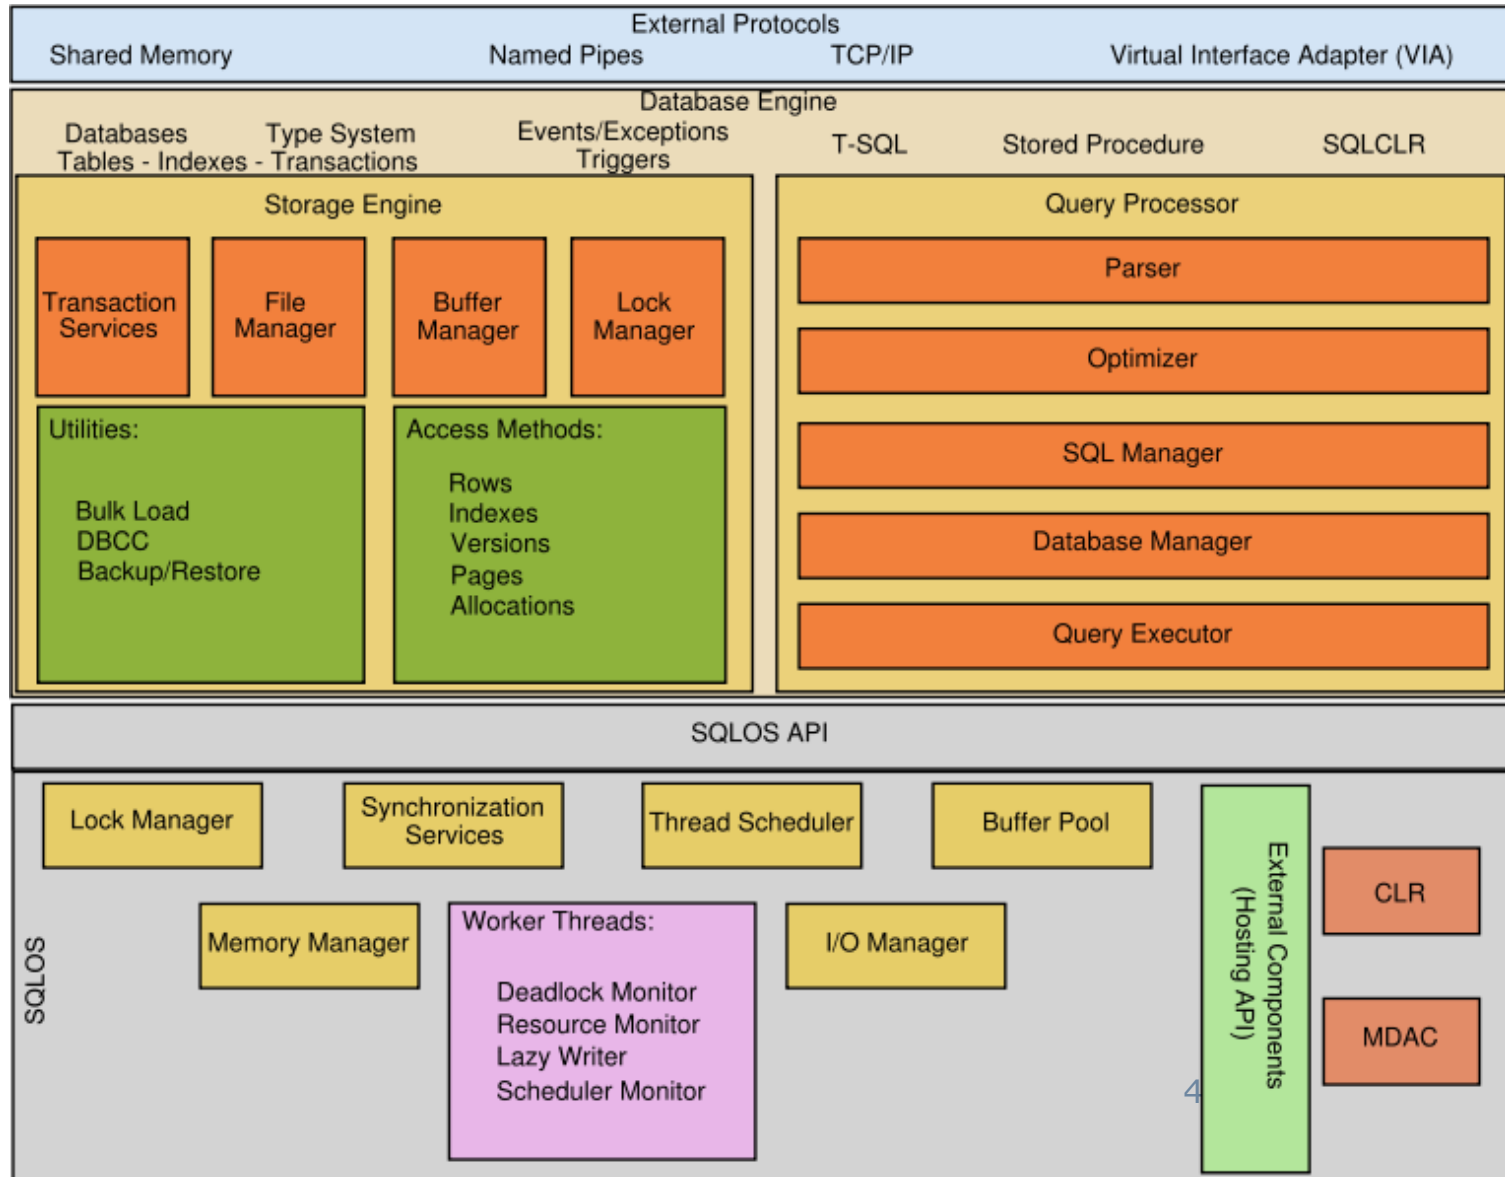 External Protocols
Shared Memory Named Pipes TCP/IP Virtual Interface Adapter (VIA)
Database Engine
Databases Type System Events/Exceptions T-SQL Stored Procedure SQLCLR
Tables - Indexes - Transactions Triggers
Storage Engine
Transaction
Services
File
Manager
Buffer
Manager
Lock
Manager
Utilities:
Bulk Load
DBCC
Backup/Restore
Access Methods:
Rows
Indexes
Versions
Pages
Allocations
Query Processor
Parser
Optimizer
SQL Manager
Database Manager
Query Executor
SQLOS API
SQLOS
Lock Manager
Synchronization
Services
Thread Scheduler
Buffer Pool
Memory Manager
Worker Threads:
Deadlock Monitor
Resource Monitor
Lazy Writer
Scheduler Monitor
I/O Manager
External Components
(Hosting API)
CLR
MDAC
4